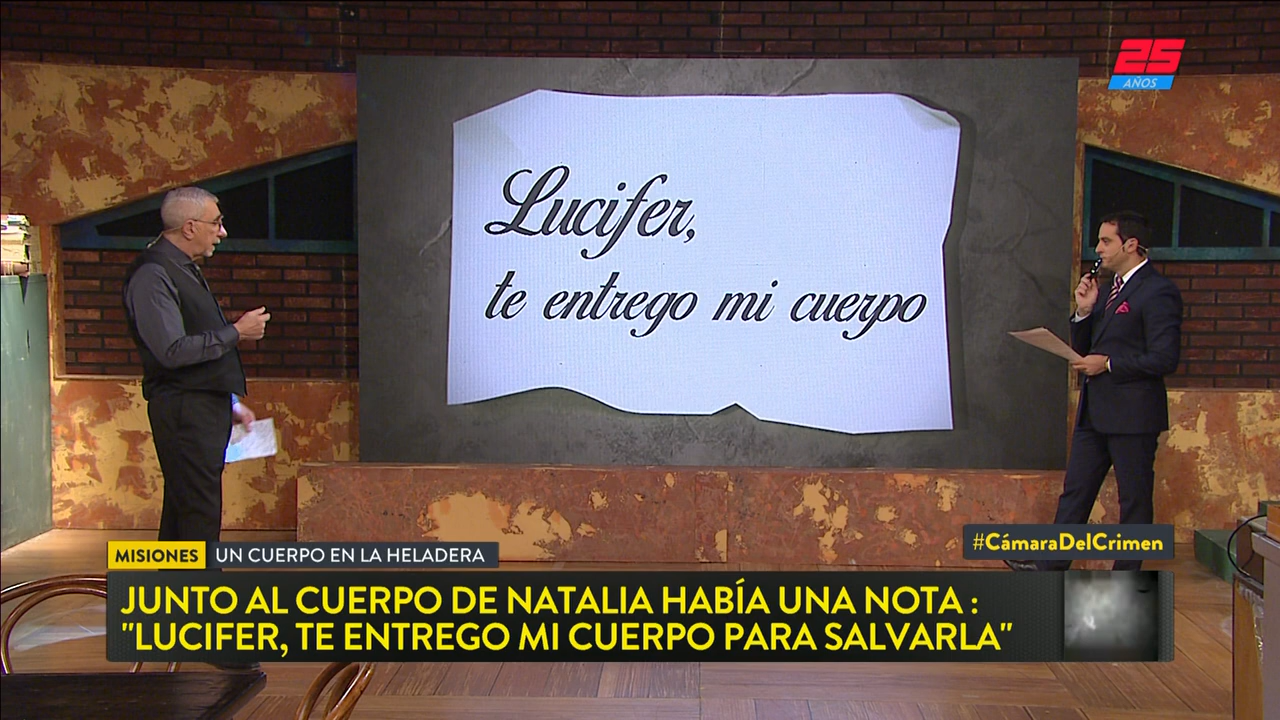 25
AÑOS
Lucifer,
te entrego mi cuerpo
#CámaraDelCrimen
MISIONES UN CUERPO EN LA HELADERA
JUNTO AL CUERPO DE NATALIA HABÍA UNA NOTA :
"LUCIFER, TE ENTREGO MI CUERPO PARA SALVARLA"